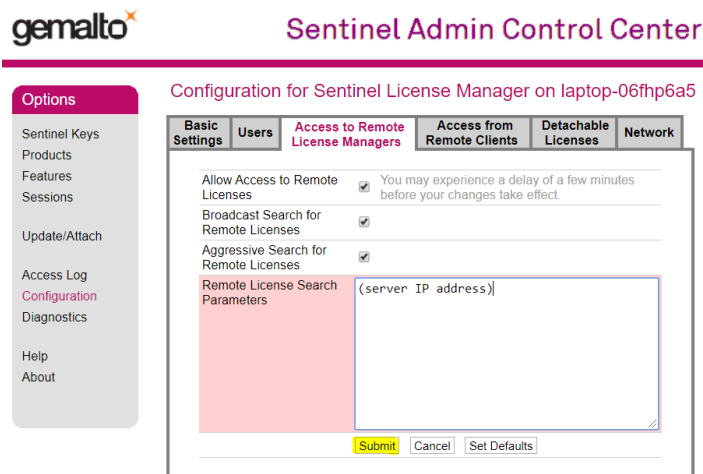 gemalto
Sentinel Admin Control Center
Options
Sentinel Keys
Products
Features
Sessions
Update/Attach
Access Log
Configuration
Diagnostics
Help
About
Configuration for Sentinel License Manager on laptop-06fhp6a5
Basic Settings
Users
Access to Remote License Managers
Access from Remote Clients
Detachable Licenses
Network
Allow Access to Remote
Licenses
You may experience a delay of a few minutes
before your changes take effect.
Broadcast Search for
Remote Licenses
Aggressive Search for
Remote Licenses
Remote License Search
Parameters
(server IP address)
Submit Cancel Set Defaults